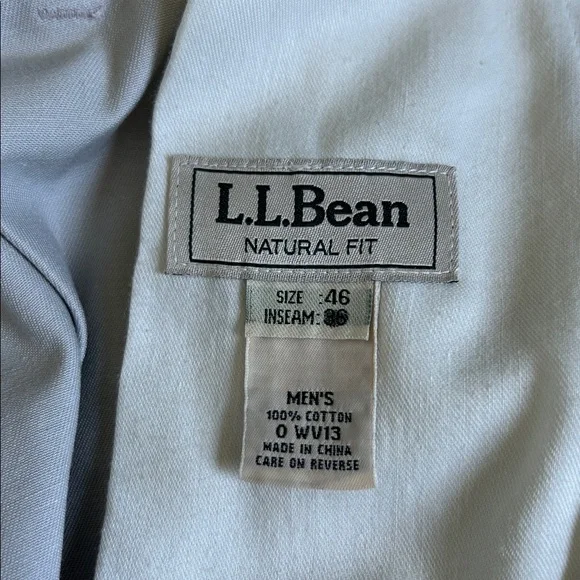 L.L.Bean
NATURAL FIT
SIZE :46
INSEAM:
MEN'S
100% COTTON
0 WV13
MADE IN CHINA
CARE ON REVERSE